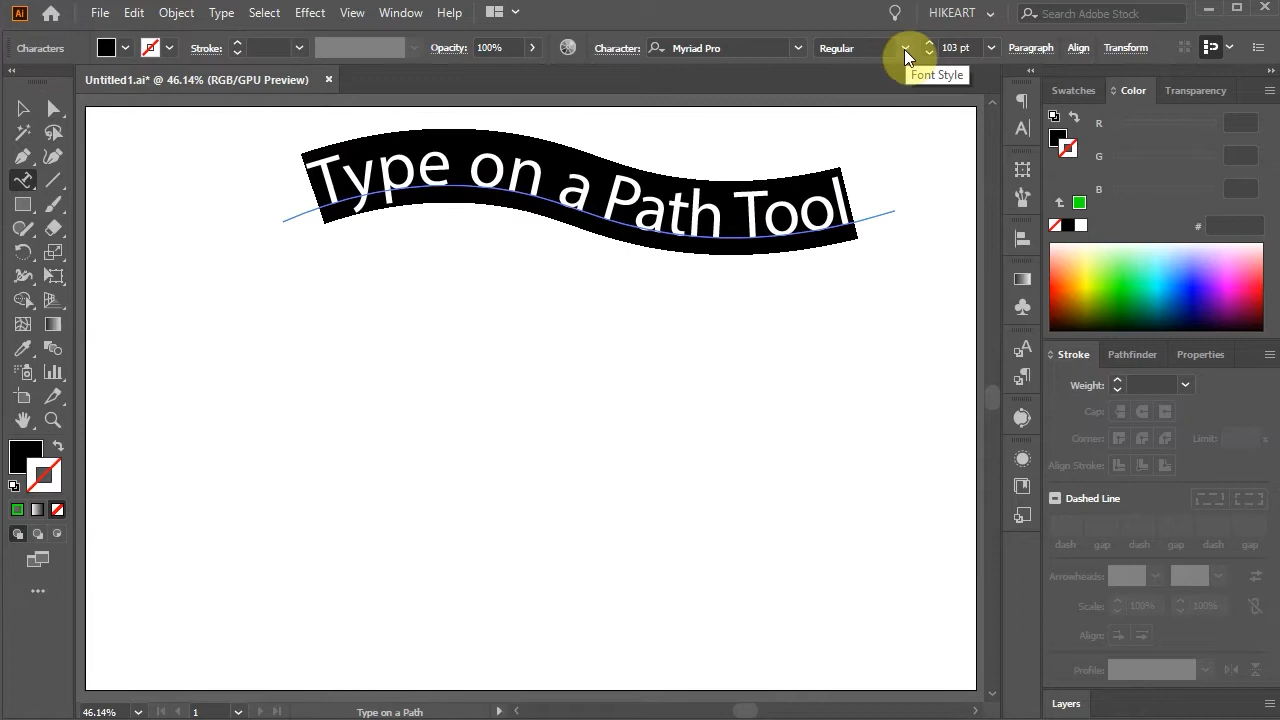 Ai File Edit Object Type Select Effect View Window Help HIKEART Search Adobe Stock
Characters Stroke: Opacity: 100% Character: Myriad Pro Regular 103 pt Paragraph Align Transform
Font Style
Untitled1.ai* @ 46.14% (RGB/GPU Preview)
Type on a Path Tool
Swatches Color Transparency
R
G
B
#
Stroke Pathfinder Properties
Weight:
Cap:
Corner: Limit: x
Align Stroke:
Dashed Line
dash gap dash gap dash gap
Arrowheads:
Scale: 100% 100%
Align:
Profile:
Layers
46.14% 1 Type on a Path